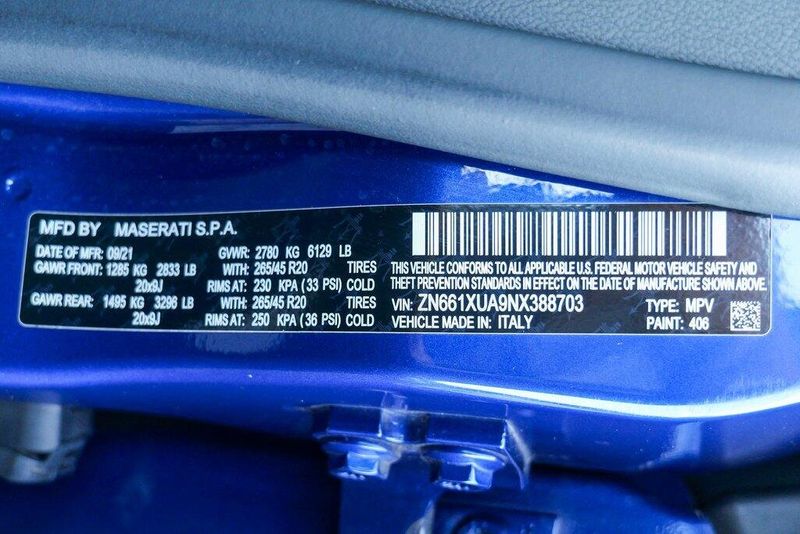 MFD BY MASERATI S.P.A.
DATE OF MFR: 09/21 GVWR: 2780 KG 6129 LB
GAWR FRONT: 1285 KG 2833 LB WITH: 265/45 R20 TIRES
20x9J RIMS AT: 230 KPA (33 PSI) COLD
GAWR REAR: 1495 KG 3296 LB WITH: 265/45 R20 TIRES
20x9J RIMS AT: 250 KPA (36 PSI) COLD
THIS VEHICLE CONFORMS TO ALL APPLICABLE U.S. FEDERAL MOTOR VEHICLE SAFETY AND
THEFT PREVENTION STANDARDS IN EFFECT ON THE DATE OF MANUFACTURE SHOWN ABOVE.
VIN: ZN661XUA9NX388703 TYPE: MPV
VEHICLE MADE IN: ITALY PAINT: 406